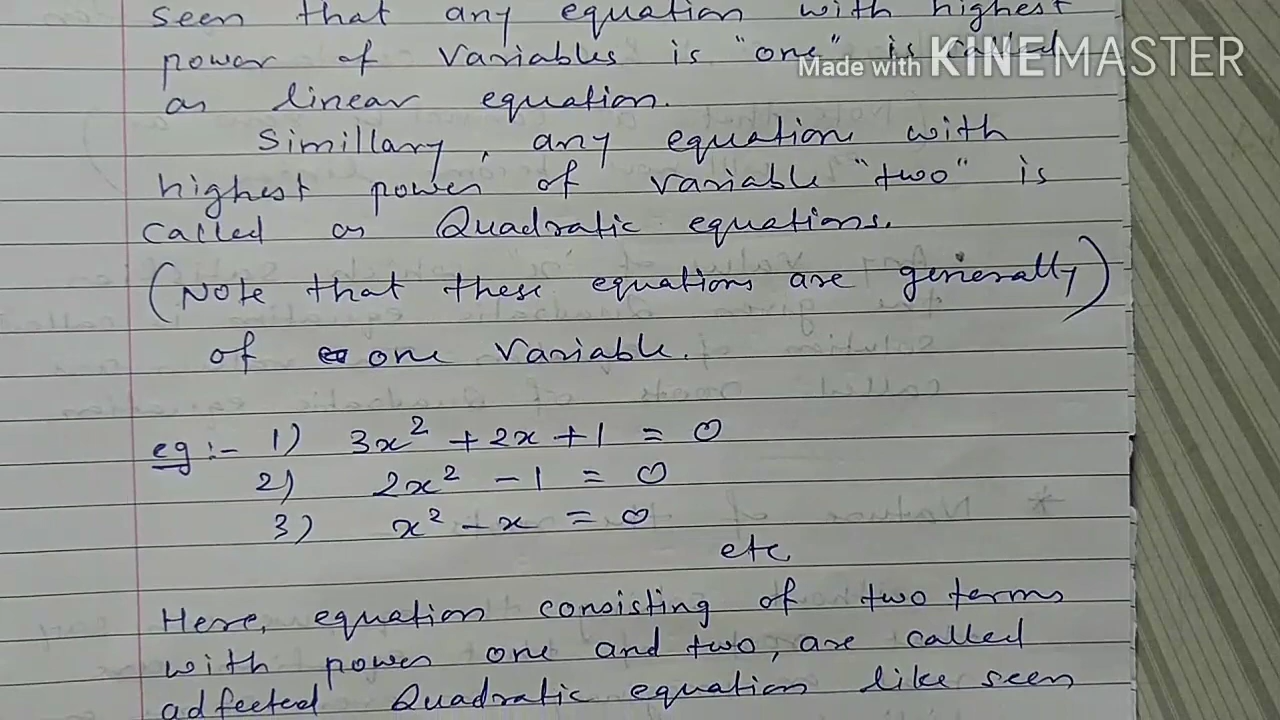 seen that any equation with highest
power of variables is "one" is called
Made with KINEMASTER
as linear equation.
Simillary, any equation with
highest power of variable "two" is
called as Quadratic equations.
(Note that these equations are generally)
of one variable.
eg :- 1) 3x² + 2x + 1 = 0
2) 2x² - 1 = 0
3) x² - x = 0
etc
Here, equation consisting of two terms
with power one and two, are called
adfected Quadratic equation like seen